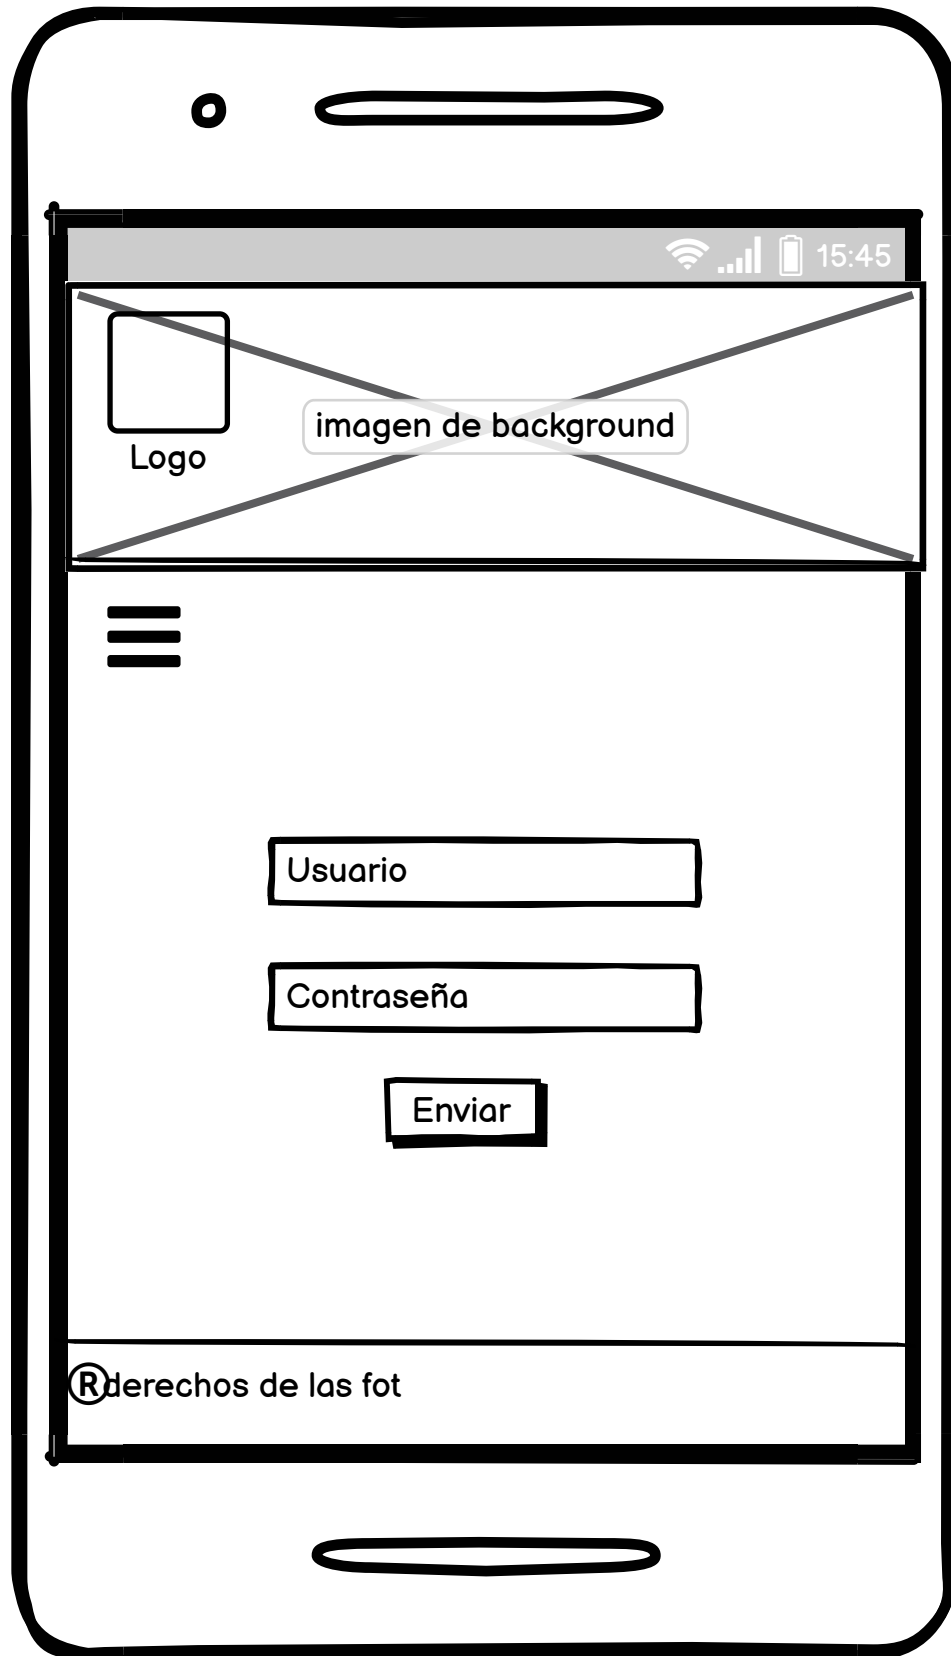 15:45
imagen de background
Logo
Usuario
Contraseña
Enviar
®derechos de las fot